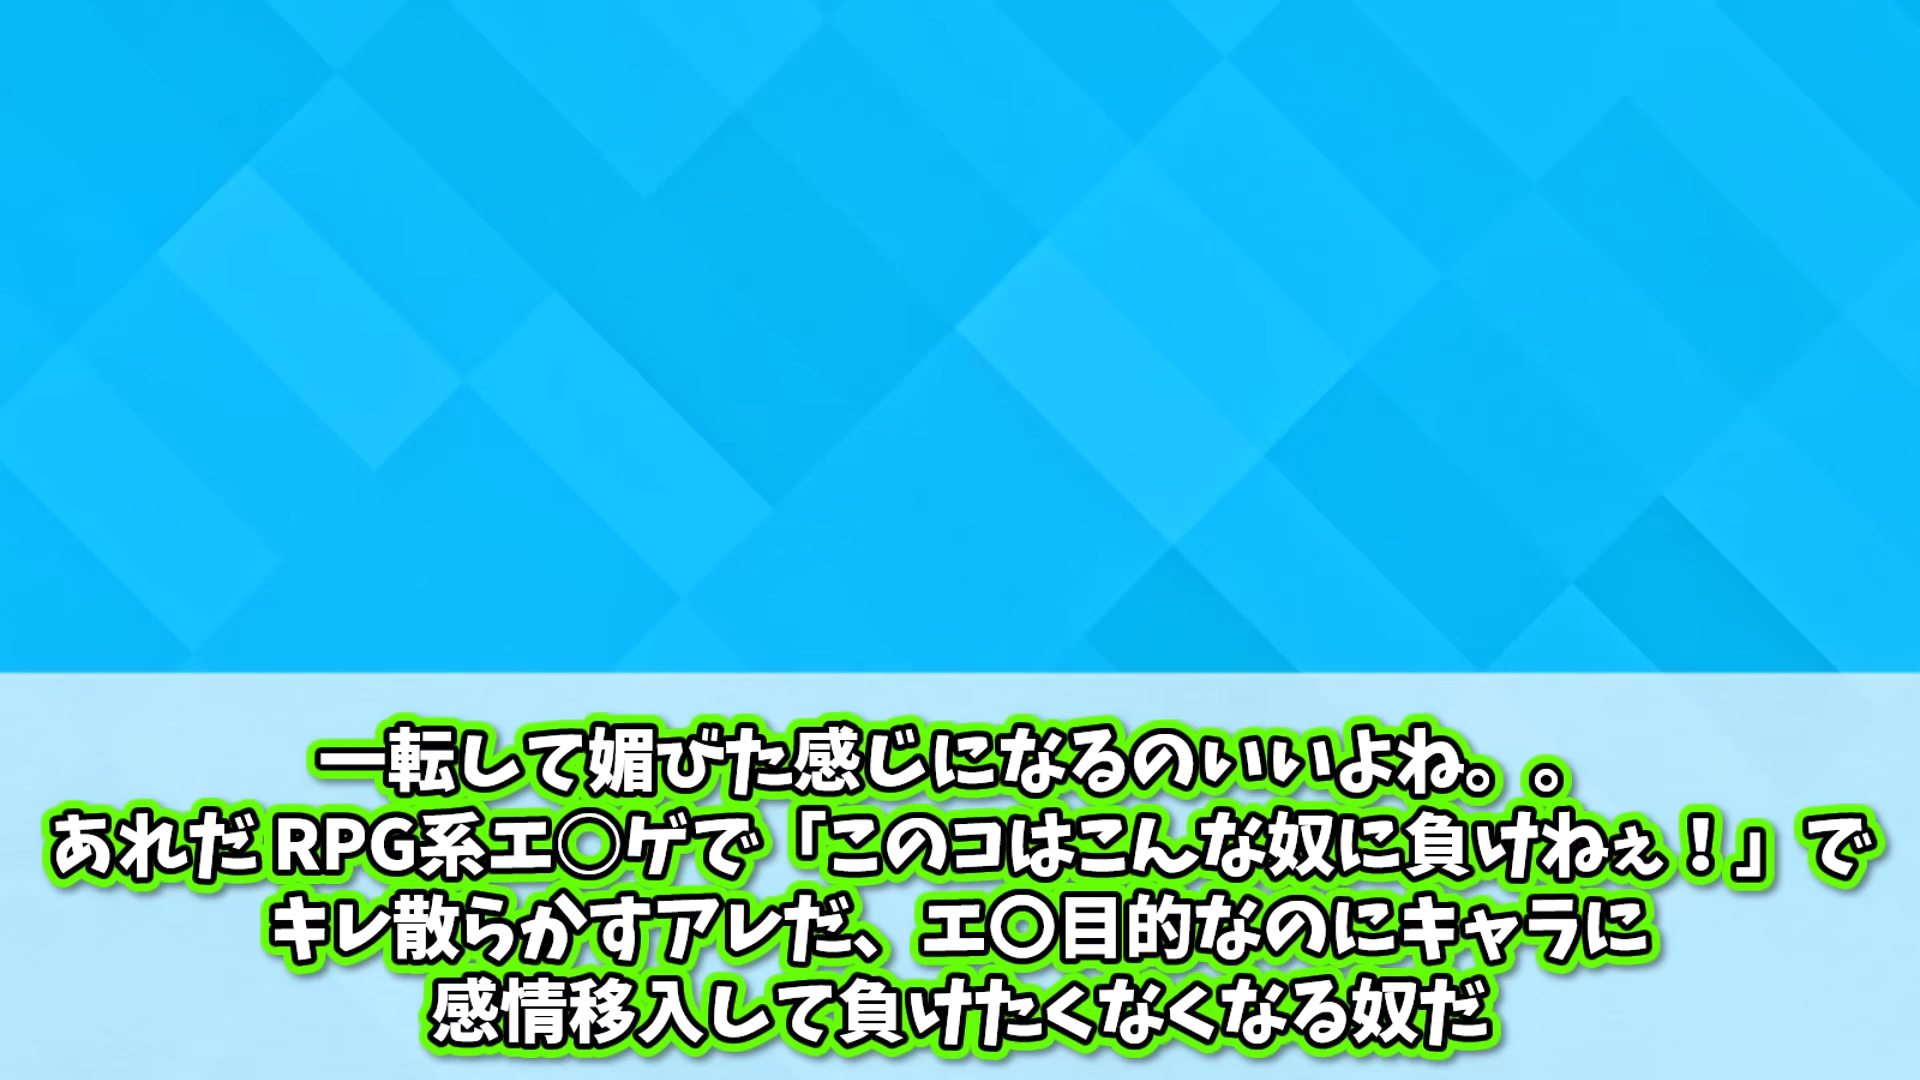 一転して媚びた感じになるのいいよね。。
あれだ RPG系エ〇ゲで「このコはこんな奴に負けねぇ！」で
キレ散らかすアレだ、エ〇目的なのにキャラに
感情移入して負けたくなくなる奴だ